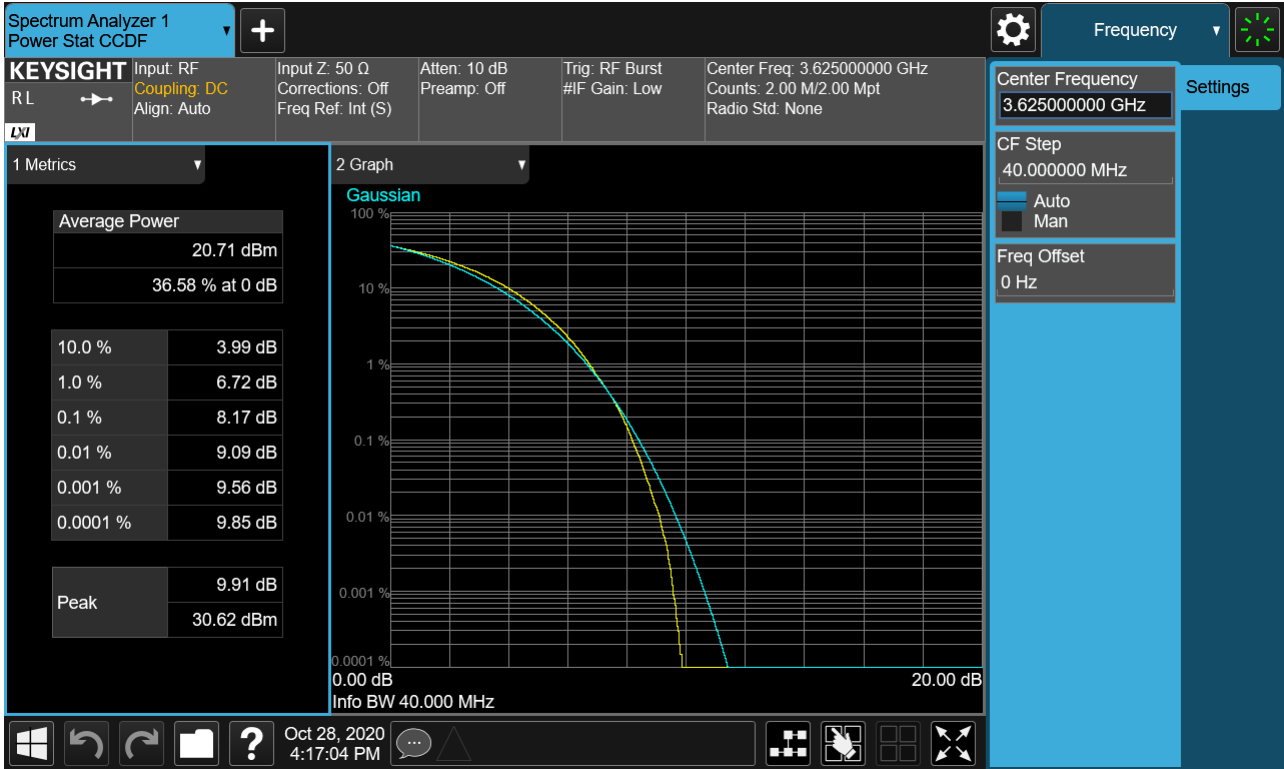 Spectrum Analyzer 1
Power Stat CCDF
+
Frequency
KEYSIGHT
RL
LXI
Input: RF
Coupling: DC
Align: Auto
Input Z: 50 Ω
Corrections: Off
Freq Ref: Int (S)
Atten: 10 dB
Preamp: Off
Trig: RF Burst
#IF Gain: Low
Center Freq: 3.625000000 GHz
Counts: 2.00 M/2.00 Mpt
Radio Std: None
Center Frequency
3.625000000 GHz
Settings
CF Step
40.000000 MHz
Auto
Man
Freq Offset
0 Hz
1 Metrics
Average Power
20.71 dBm
36.58 % at 0 dB
10.0 % 3.99 dB
1.0 % 6.72 dB
0.1 % 8.17 dB
0.01 % 9.09 dB
0.001 % 9.56 dB
0.0001 % 9.85 dB
Peak
9.91 dB
30.62 dBm
2 Graph
Gaussian
100 %
10 %
1 %
0.1 %
0.01 %
0.001 %
0.0001 %
0.00 dB 20.00 dB
Info BW 40.000 MHz
?
Oct 28, 2020
4:17:04 PM